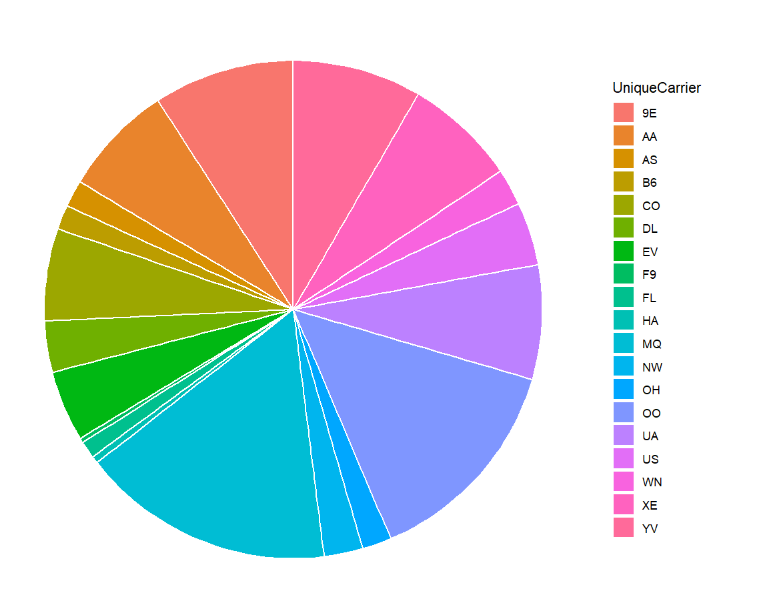 UniqueCarrier
9E
AA
AS
B6
CO
DL
EV
F9
FL
HA
MQ
NW
OH
OO
UA
US
WN
XE
YV